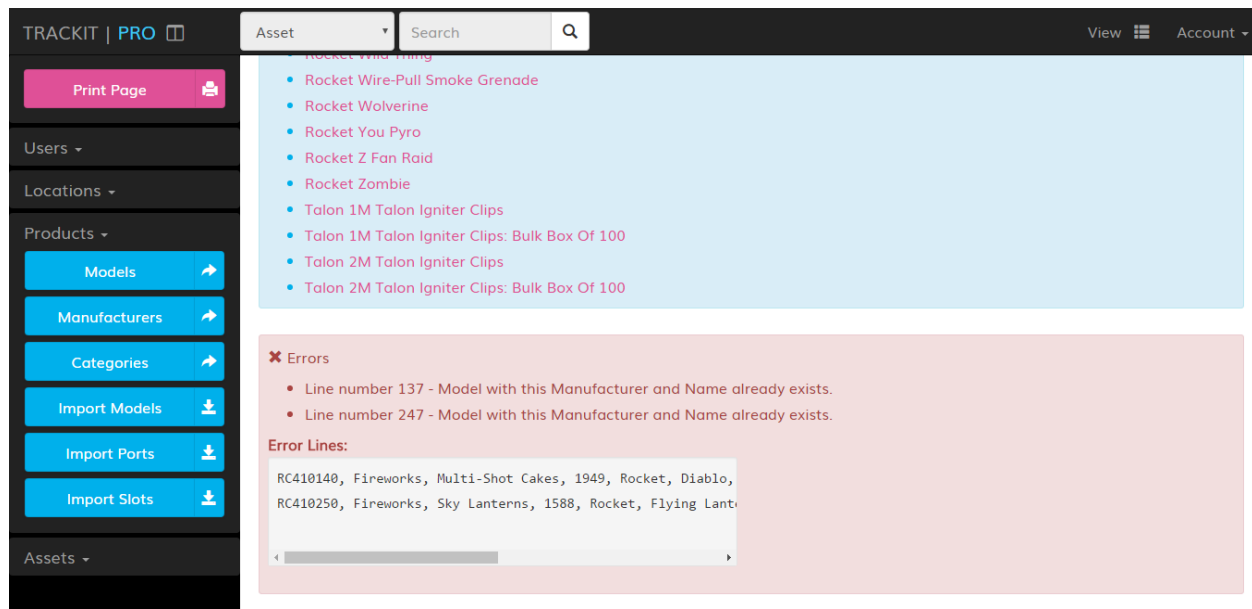 TRACKIT | PRO
Asset
Search
View
Account
Print Page
Users
Locations
Products
Models
Manufacturers
Categories
Import Models
Import Ports
Import Slots
Assets
Rocket Wild Thing
Rocket Wire-Pull Smoke Grenade
Rocket Wolverine
Rocket You Pyro
Rocket Z Fan Raid
Rocket Zombie
Talon 1M Talon Igniter Clips
Talon 1M Talon Igniter Clips: Bulk Box Of 100
Talon 2M Talon Igniter Clips
Talon 2M Talon Igniter Clips: Bulk Box Of 100
Errors
Line number 137 - Model with this Manufacturer and Name already exists.
Line number 247 - Model with this Manufacturer and Name already exists.
Error Lines:
RC410140, Fireworks, Multi-Shot Cakes, 1949, Rocket, Diablo,
RC410250, Fireworks, Sky Lanterns, 1588, Rocket, Flying Lant